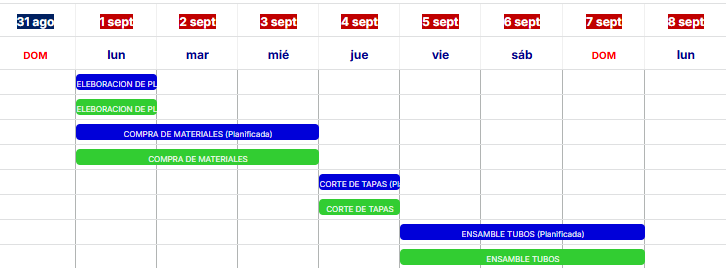 31 ago 1 sept 2 sept 3 sept 4 sept 5 sept 6 sept 7 sept 8 sept
DOM lun mar mié jue vie sáb DOM lun
ELEBORACION DE PL
ELEBORACION DE PL
COMPRA DE MATERIALES (Planificada)
COMPRA DE MATERIALES
CORTE DE TAPAS (Pl
CORTE DE TAPAS
ENSAMBLE TUBOS (Planificada)
ENSAMBLE TUBOS